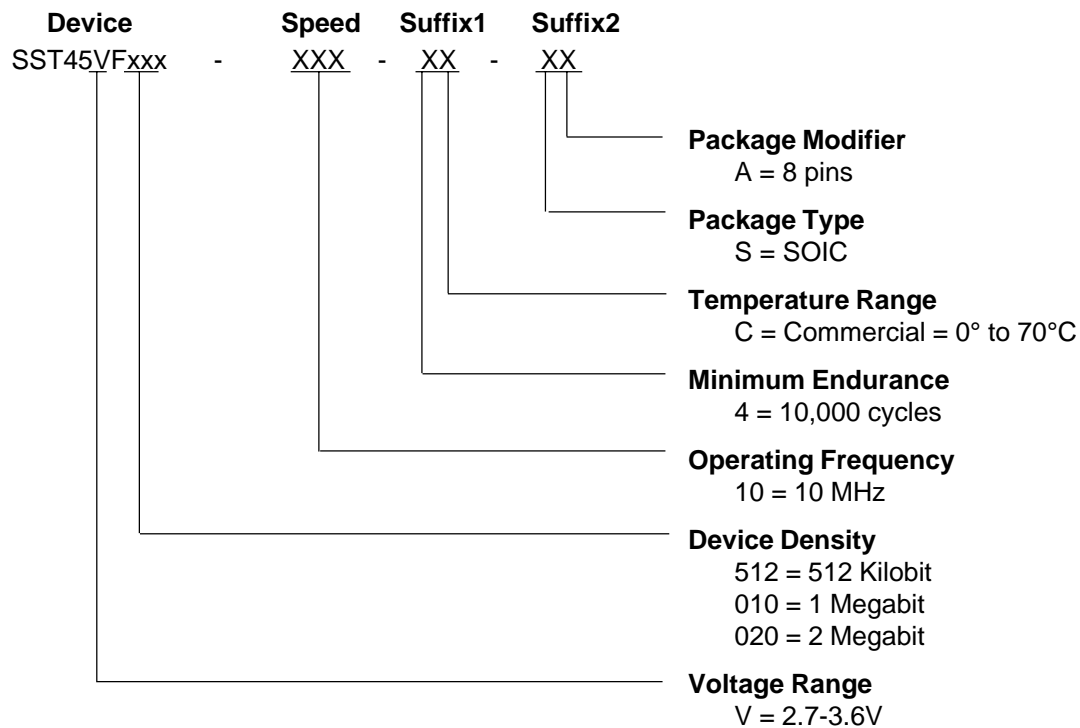 Device Speed Suffix1 Suffix2
SST45VFxxx - XXX - XX - XX
Package Modifier
A = 8 pins
Package Type
S = SOIC
Temperature Range
C = Commercial = 0° to 70°C
Minimum Endurance
4 = 10,000 cycles
Operating Frequency
10 = 10 MHz
Device Density
512 = 512 Kilobit
010 = 1 Megabit
020 = 2 Megabit
Voltage Range
V = 2.7-3.6V